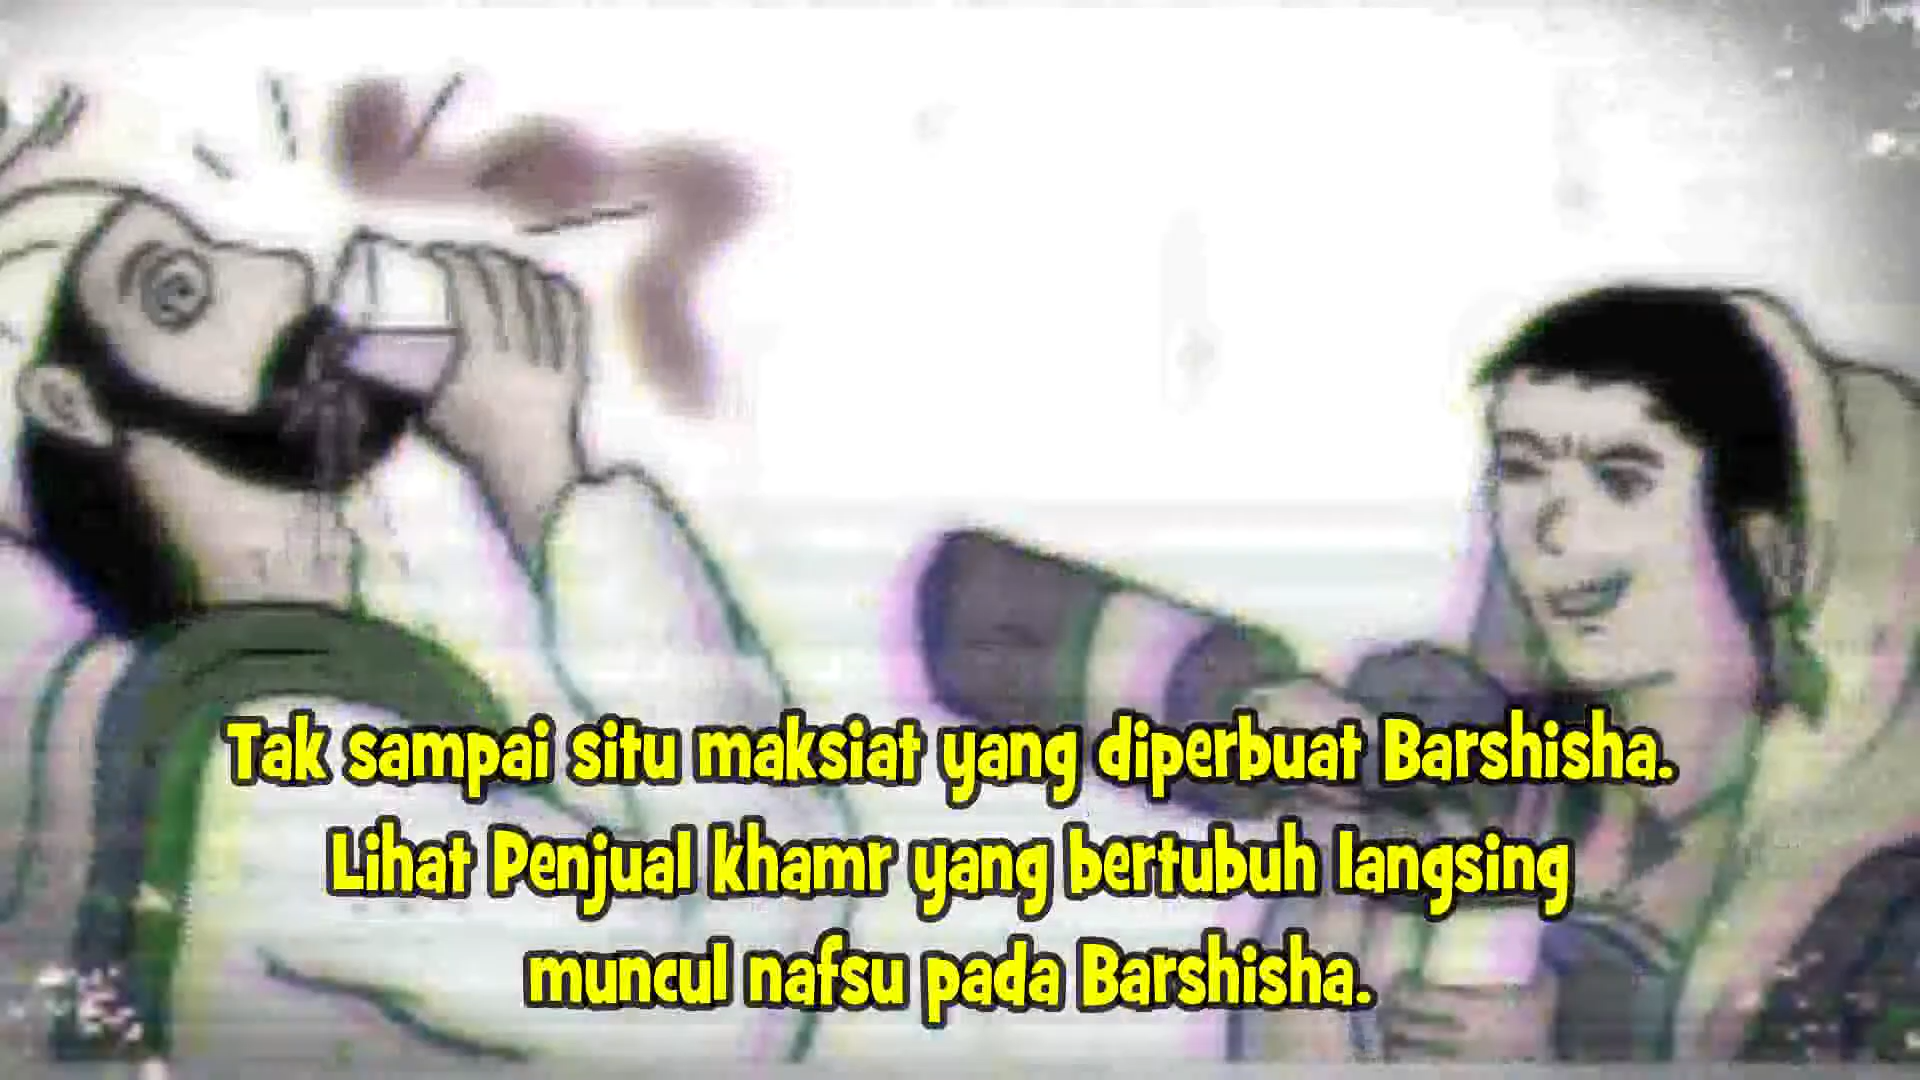 Tak sampai situ maksiat yang diperbuat Barshisha.
Lihat Penjual khamr yang bertubuh langsing
muncul nafsu pada Barshisha.